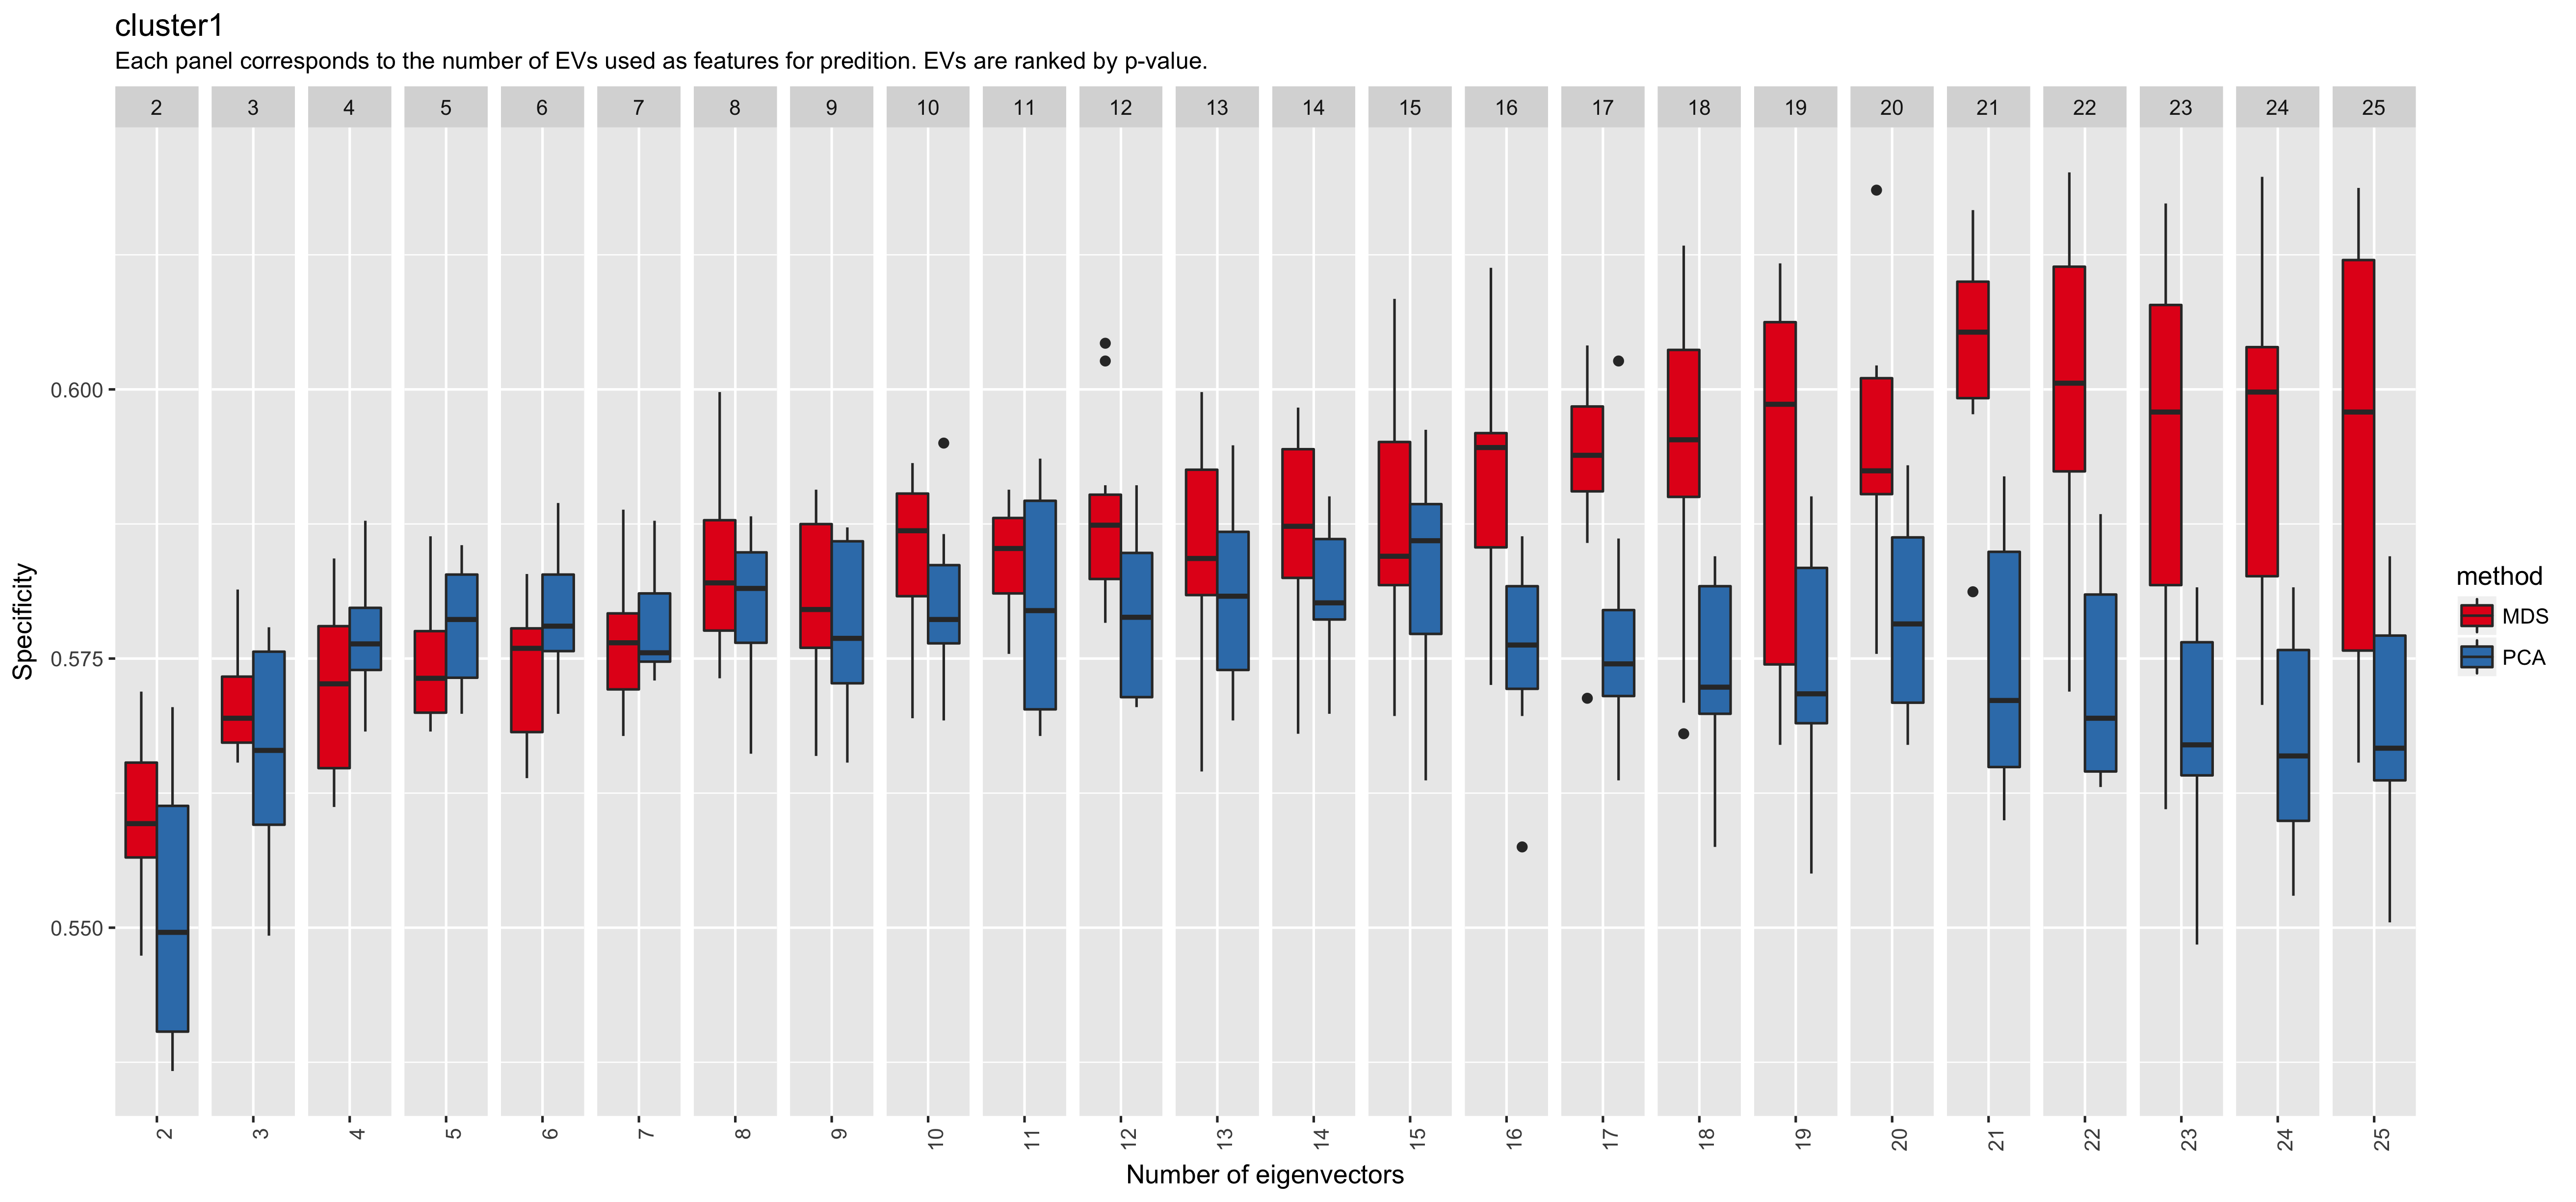 cluster1
Each panel corresponds to the number of EVs used as features for predition. EVs are ranked by p-value.
2 3 4 5 6 7 8 9 10 11 12 13 14 15 16 17 18 19 20 21 22 23 24 25
0.600
0.575
0.550
Specificity
2 3 4 5 6 7 8 9 10 11 12 13 14 15 16 17 18 19 20 21 22 23 24 25
Number of eigenvectors
method
MDS
PCA